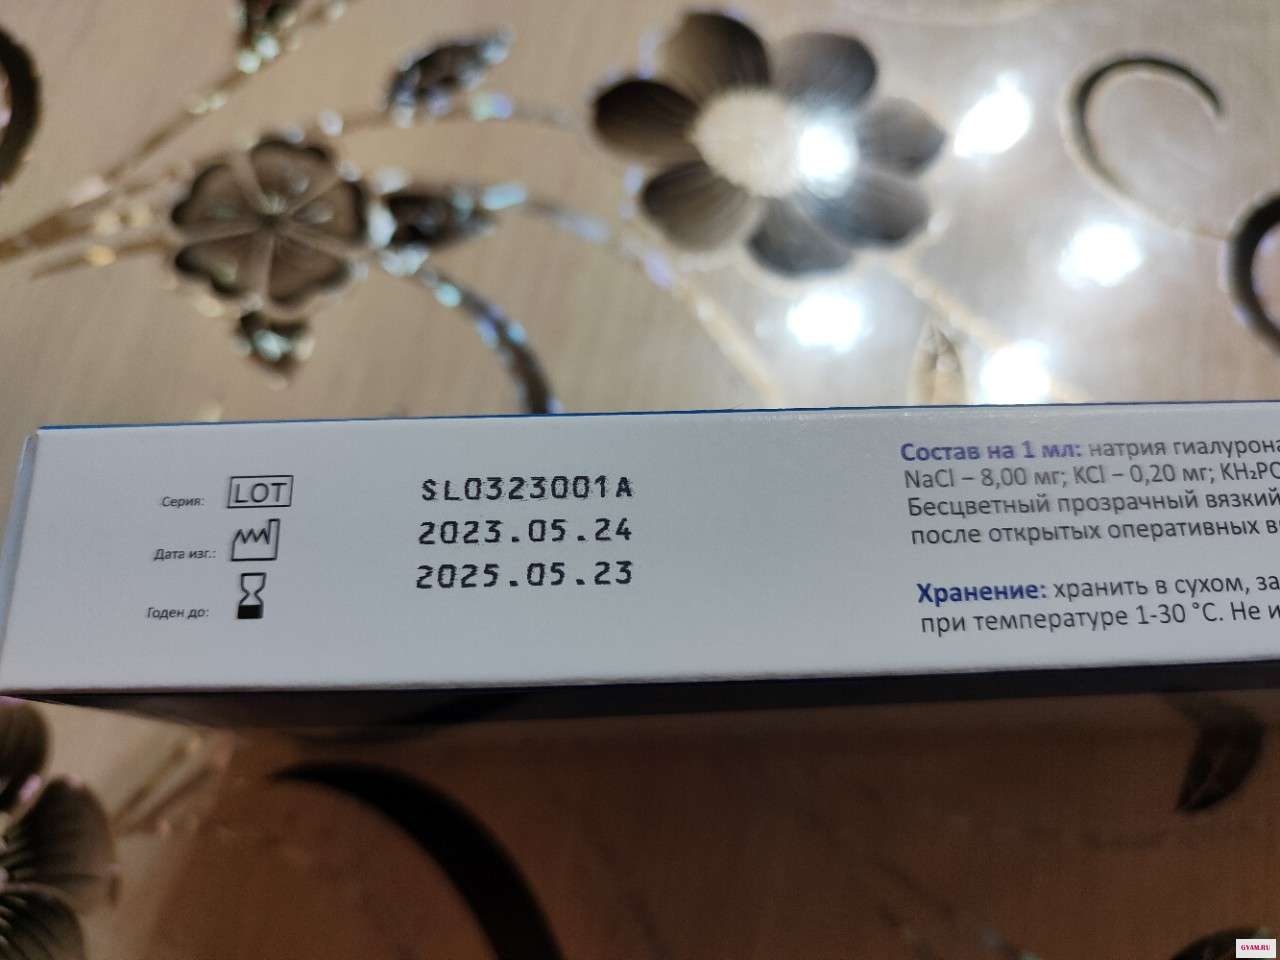 Серия: LOT SL0323001A
Дата изг.: 2023.05.24
Годен до: 2025.05.23
Состав на 1 мл: натрия гиалурона
NaCl – 8,00 мг; KCl – 0,20 мг; KH₂PO
Бесцветный прозрачный вязкий
после открытых оперативных в
Хранение: хранить в сухом, за
при температуре 1-30 °C. Не и
GYAM.RU